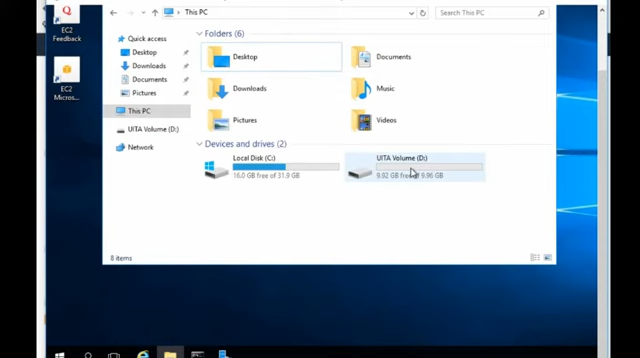 EC2
Feedback
EC2
Micros...
This PC
Search This PC
Quick access
Desktop
Downloads
Documents
Pictures
This PC
UITA Volume (D:)
Network
Folders (6)
Desktop
Documents
Downloads
Music
Pictures
Videos
Devices and drives (2)
Local Disk (C:)
16.0 GB free of 31.9 GB
UITA Volume (D:)
9.92 GB free of 9.96 GB
8 items